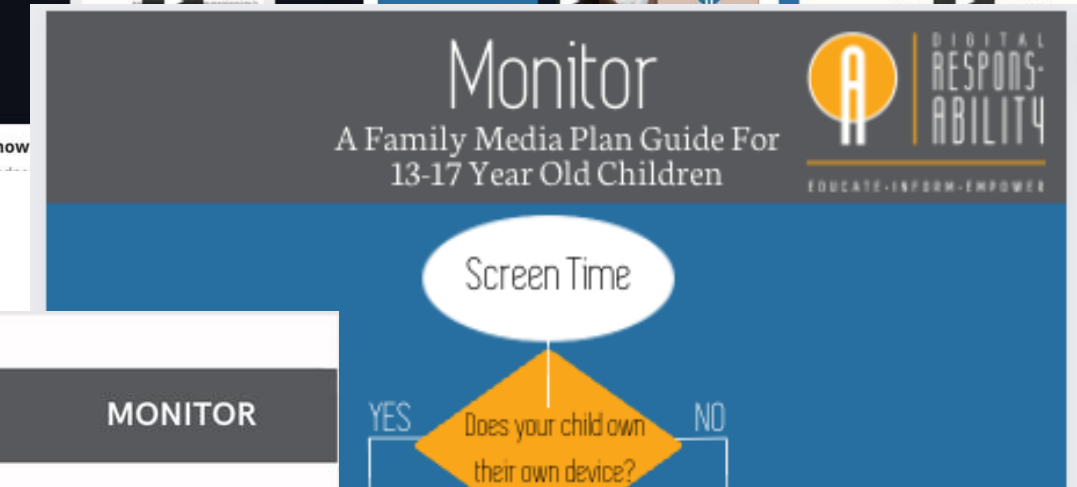 Monitor
A Family Media Plan Guide For
13-17 Year Old Children
DIGITAL
RESPONS-
ABILITY
EDUCATE-INFORM-EMPOWER
Screen Time
YES
Does your child own
their own device?
NO
MONITOR